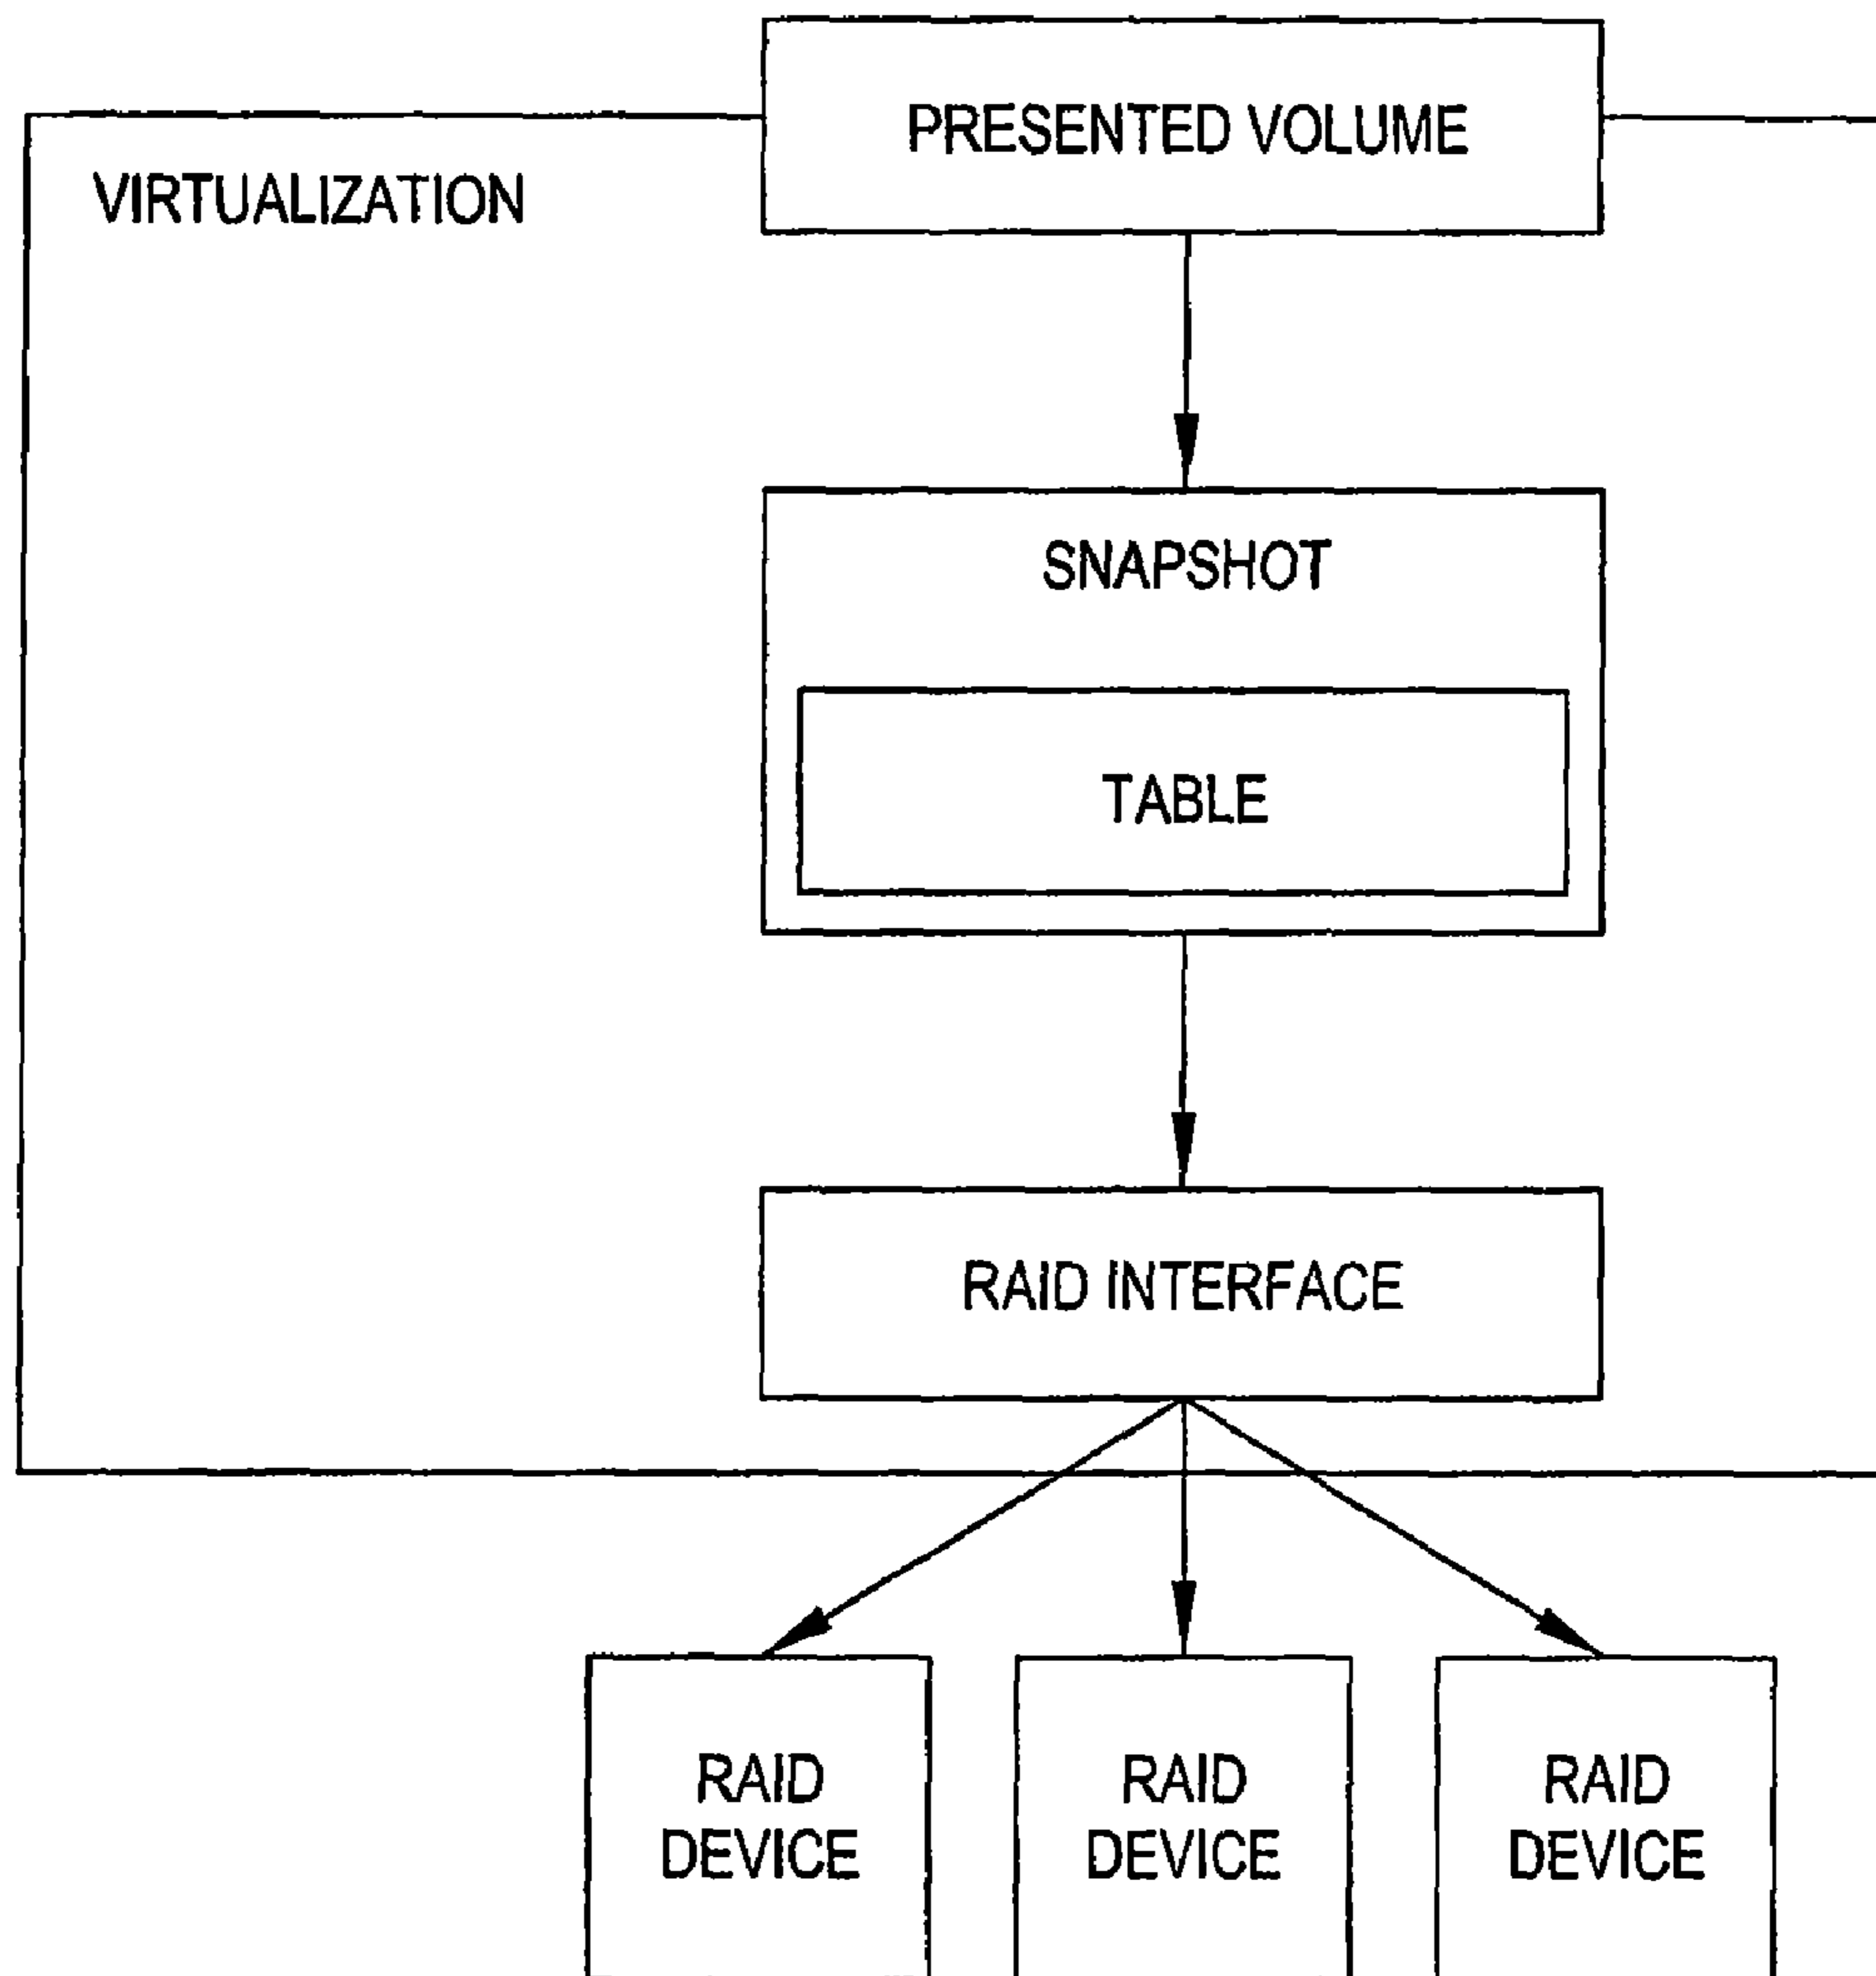 PRESENTED VOLUME
VIRTUALIZATION
SNAPSHOT
TABLE
RAID INTERFACE
RAID
DEVICE
RAID
DEVICE
RAID
DEVICE